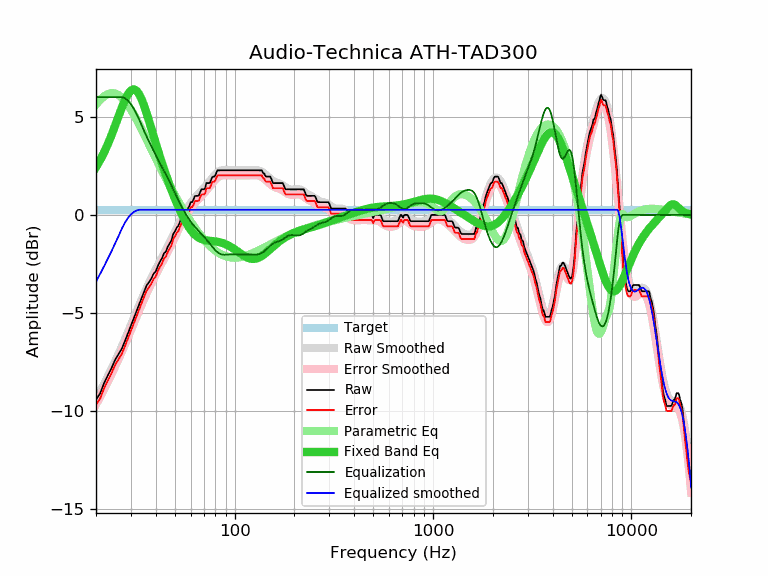 Audio-Technica ATH-TAD300
Amplitude (dBr)
5
0
−5
−10
−15
Target
Raw Smoothed
Error Smoothed
Raw
Error
Parametric Eq
Fixed Band Eq
Equalization
Equalized smoothed
100
1000
10000
Frequency (Hz)